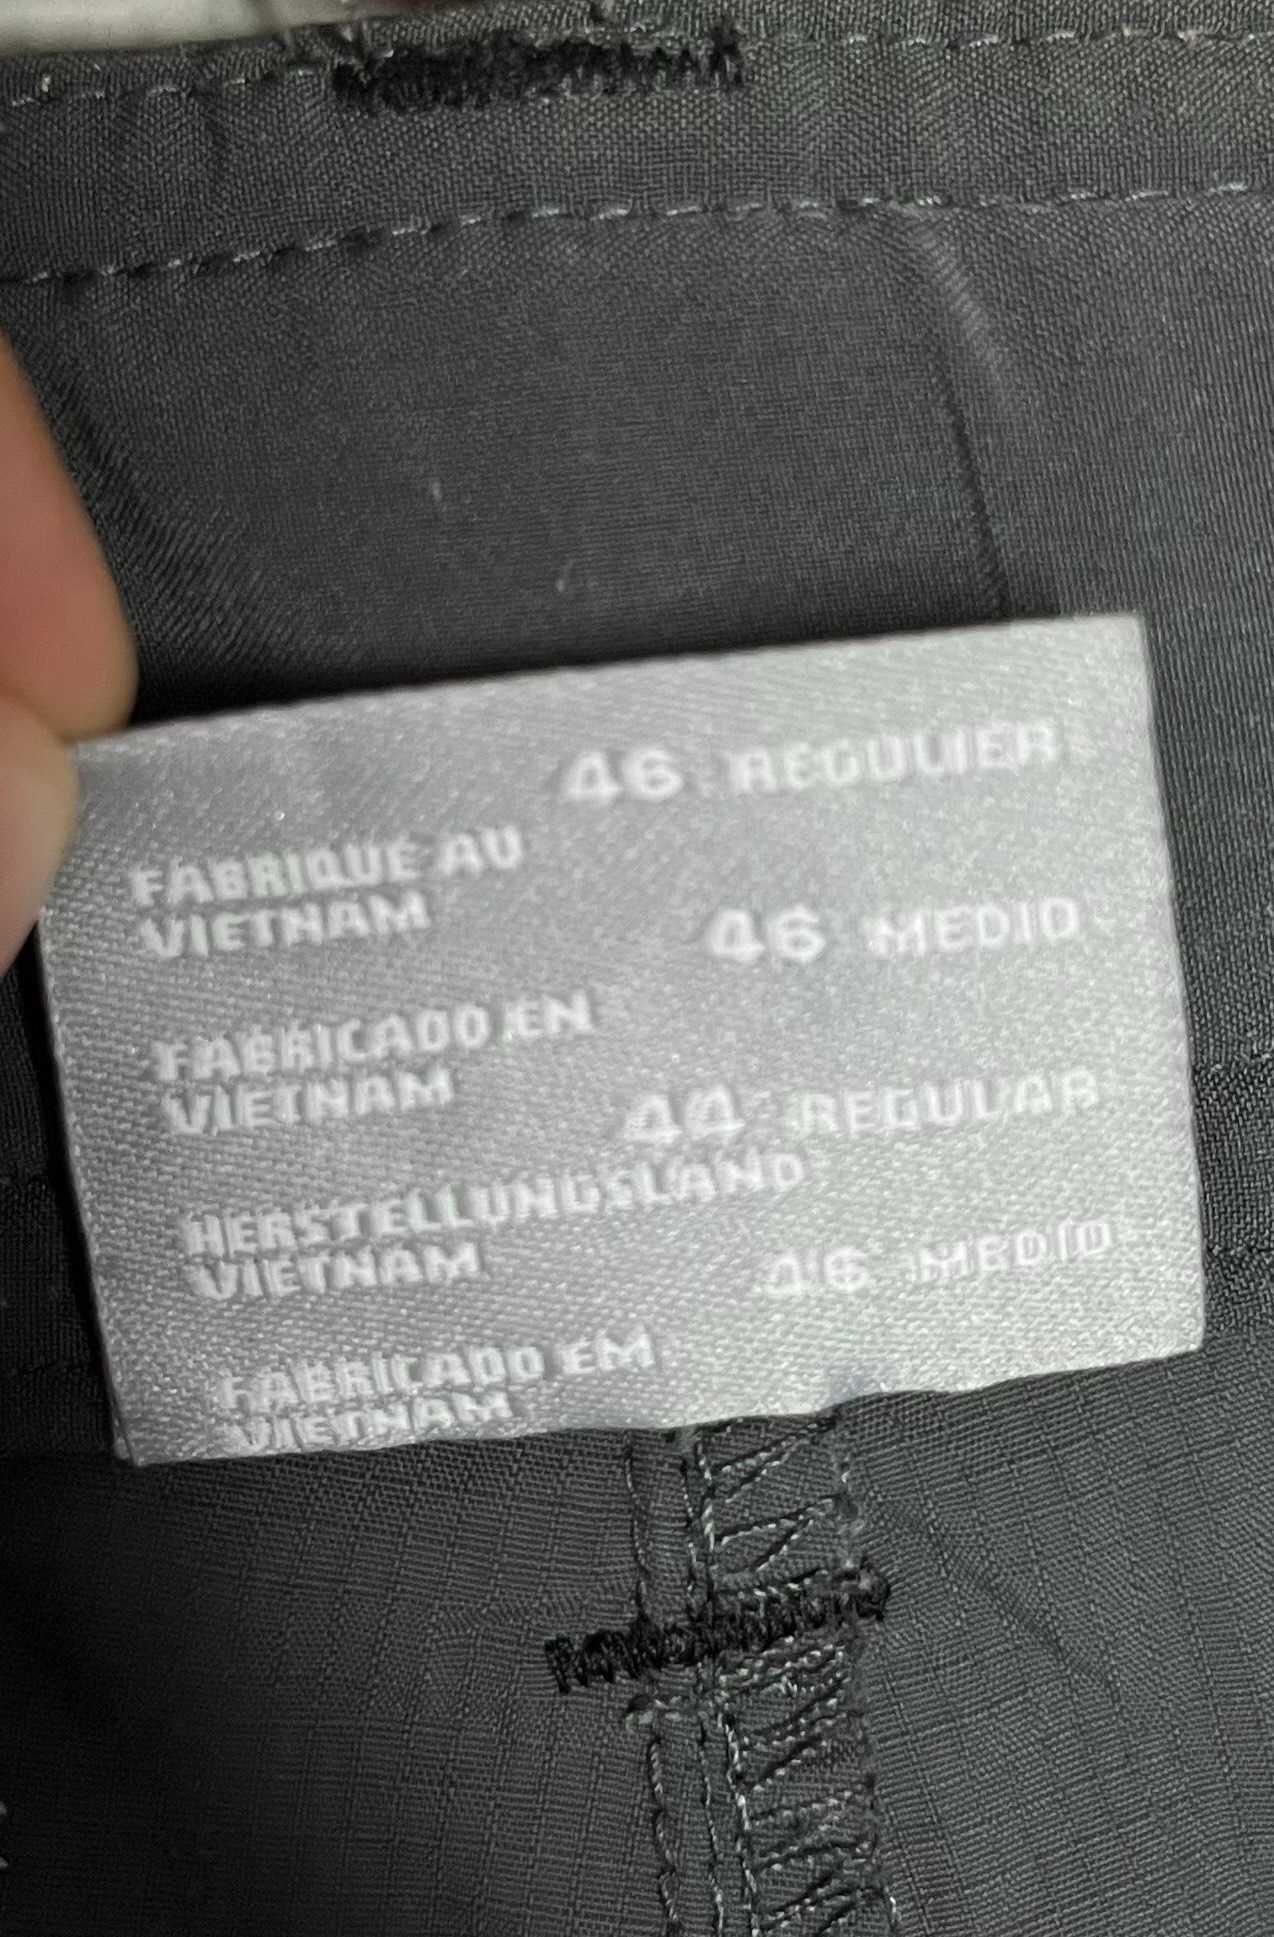 46 REGULIER
FABRIQUE AU
VIETNAM
46 MEDIO
FABRICADO EN
VIETNAM
44 REGULAR
HERSTELLUNGSLAND
VIETNAM
46 MEDIO
FABRICADO EM
VIETNAM